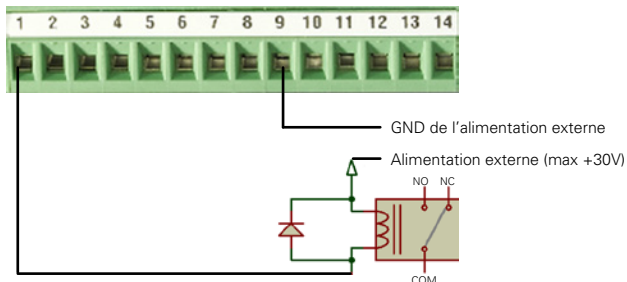 1 2 3 4 5 6 7 8 9 10 11 12 13 14
GND de l'alimentation externe
Alimentation externe (max +30V)
NO NC
COM